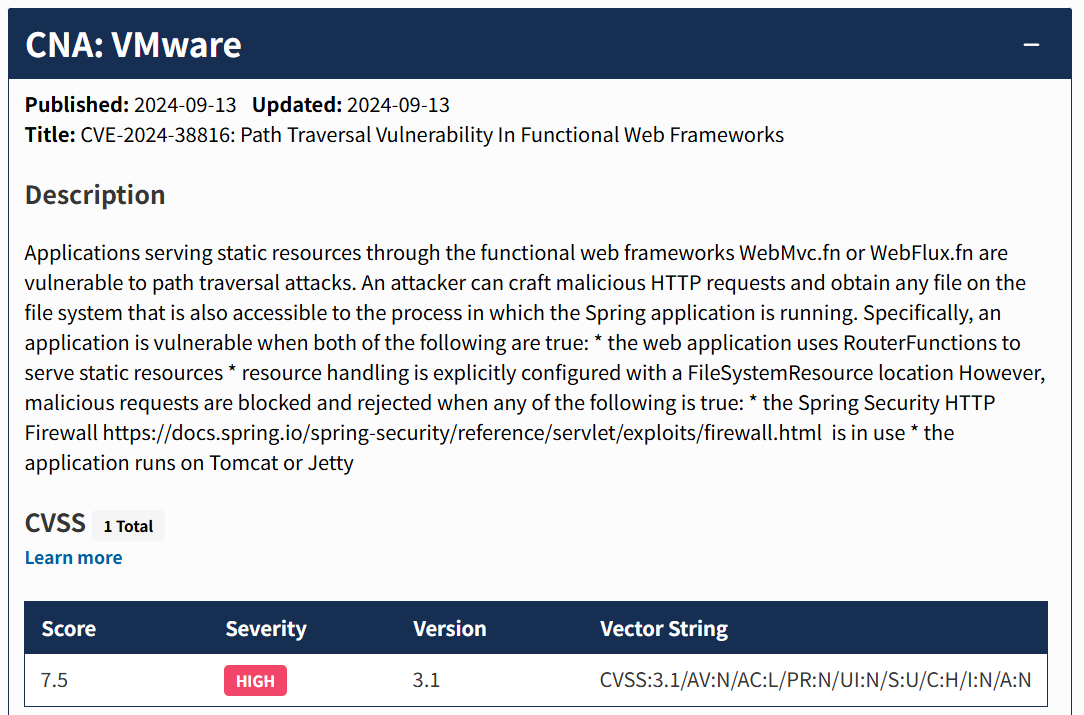 CNA: VMware
Published: 2024-09-13 Updated: 2024-09-13
Title: CVE-2024-38816: Path Traversal Vulnerability In Functional Web Frameworks
Description
Applications serving static resources through the functional web frameworks WebMvc.fn or WebFlux.fn are
vulnerable to path traversal attacks. An attacker can craft malicious HTTP requests and obtain any file on the
file system that is also accessible to the process in which the Spring application is running. Specifically, an
application is vulnerable when both of the following are true: * the web application uses RouterFunctions to
serve static resources * resource handling is explicitly configured with a FileSystemResource location However,
malicious requests are blocked and rejected when any of the following is true: * the Spring Security HTTP
Firewall https://docs.spring.io/spring-security/reference/servlet/exploits/firewall.html is in use * the
application runs on Tomcat or Jetty
CVSS 1 Total
Learn more
Score Severity Version Vector String
7.5 HIGH 3.1 CVSS:3.1/AV:N/AC:L/PR:N/UI:N/S:U/C:H/I:N/A:N